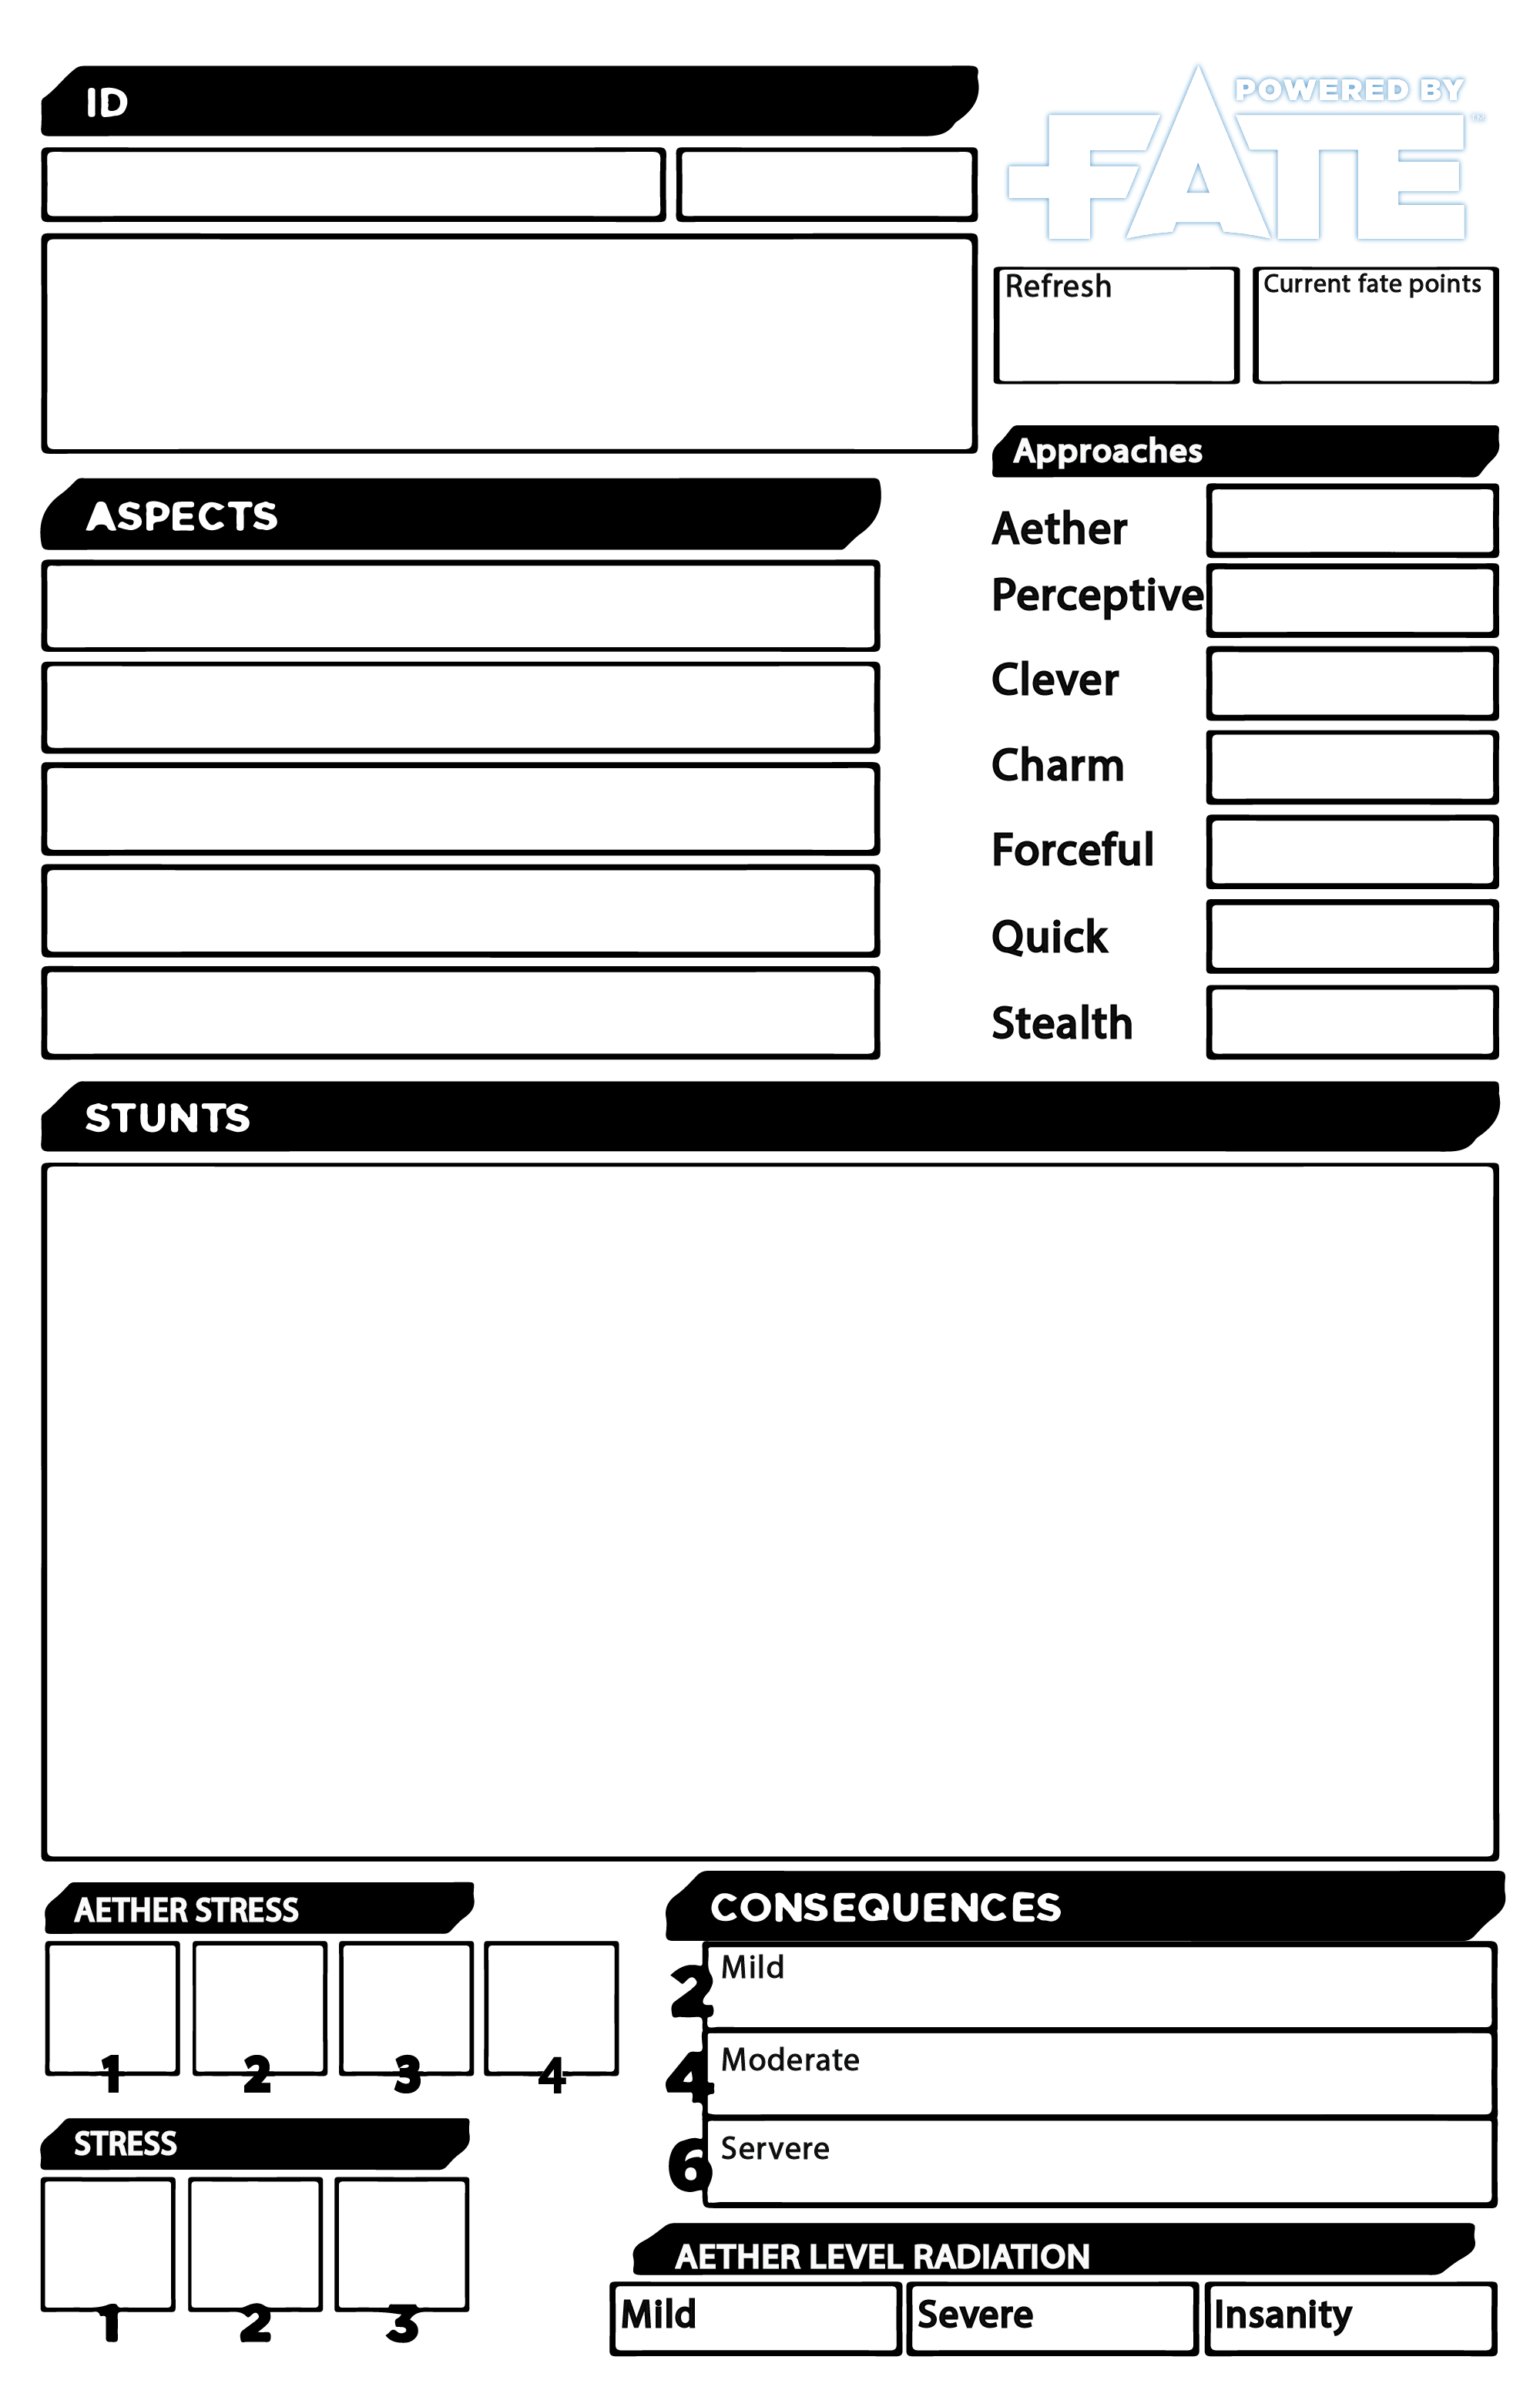 ID
POWERED BY
FATE™
Refresh
Current fate points
Approaches
Aether
Perceptive
Clever
Charm
Forceful
Quick
Stealth
ASPECTS
STUNTS
AETHER STRESS
1 2 3 4
STRESS
1 2 3
CONSEQUENCES
2 Mild
4 Moderate
6 Servere
AETHER LEVEL RADIATION
Mild Severe Insanity